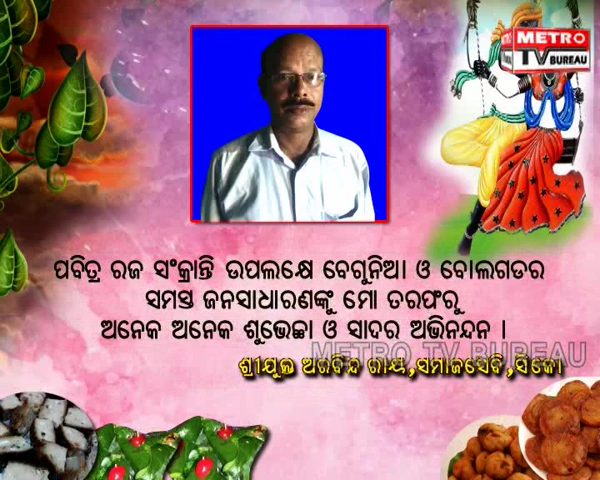 METRO
TV BUREAU
ପବିତ୍ର ରଜ ସଂକ୍ରାନ୍ତି ଉପଲକ୍ଷେ ବେଗୁନିଆ ଓ ବୋଲଗଡର
ସମସ୍ତ ଜନସାଧାରଣଙ୍କୁ ମୋ ତରଫରୁ
ଅନେକ ଅନେକ ଶୁଭେଚ୍ଛା ଓ ସାଦର ଅଭିନନ୍ଦନ ।
METRO TV BUREAU
ଶ୍ରୀଯୁକ୍ତ ଅରବିନ୍ଦ ରାୟ,ସମାଜସେବି,ସିକୋ